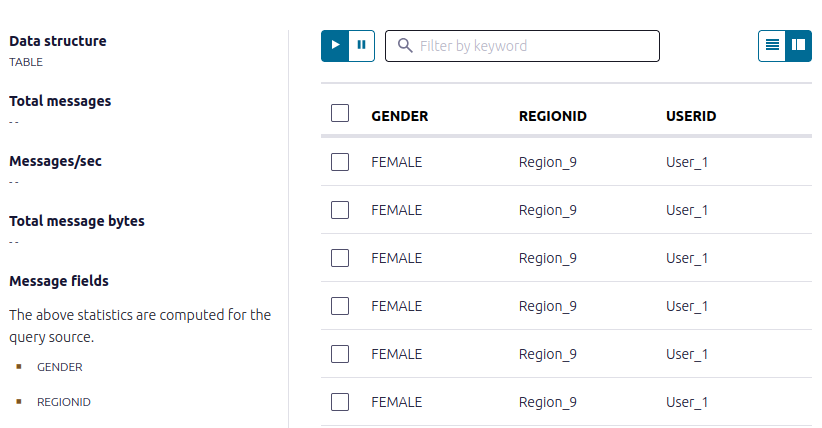 Data structure
TABLE
Total messages
--
Messages/sec
--
Total message bytes
--
Message fields
The above statistics are computed for the
query source.
GENDER
REGIONID
Filter by keyword
GENDER REGIONID USERID
FEMALE Region_9 User_1
FEMALE Region_9 User_1
FEMALE Region_9 User_1
FEMALE Region_9 User_1
FEMALE Region_9 User_1
FEMALE Region_9 User_1